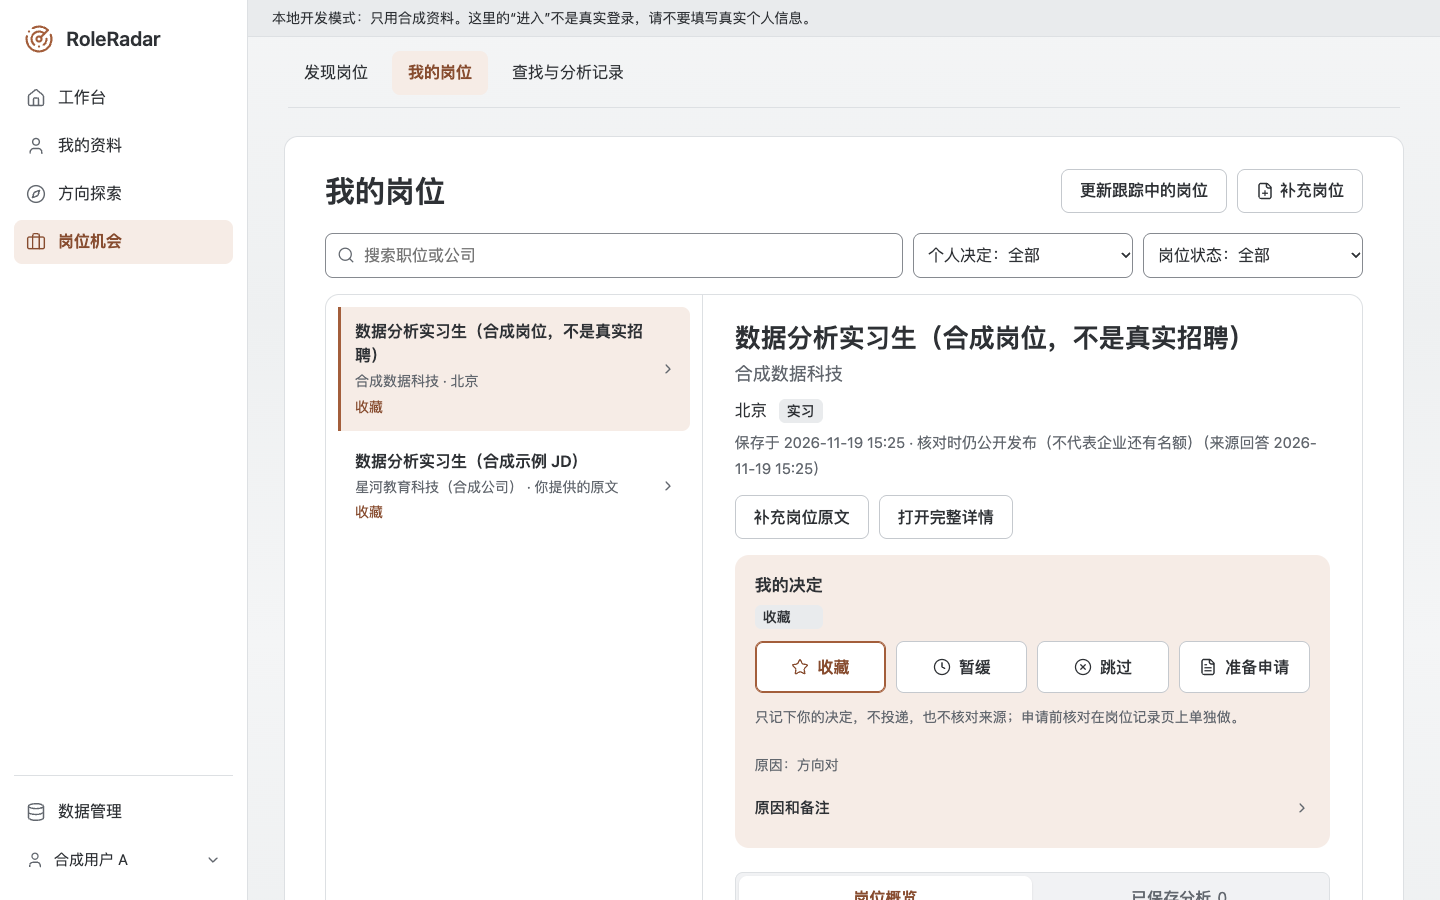 本地开发模式：只用合成资料。这里的“进入”不是真实登录，请不要填写真实个人信息。
RoleRadar
工作台
我的资料
方向探索
岗位机会
数据管理
合成用户 A
发现岗位
我的岗位
查找与分析记录
我的岗位
更新跟踪中的岗位
补充岗位
搜索职位或公司
个人决定：全部
岗位状态：全部
数据分析实习生（合成岗位，不是真实招
聘）
合成数据科技 · 北京
收藏
数据分析实习生（合成示例 JD）
星河教育科技（合成公司） · 你提供的原文
收藏
数据分析实习生（合成岗位，不是真实招聘）
合成数据科技
北京 实习
保存于 2026-11-19 15:25 · 核对时仍公开发布（不代表企业还有名额）（来源回答 2026-
11-19 15:25）
补充岗位原文
打开完整详情
我的决定
收藏
收藏
暂缓
跳过
准备申请
只记下你的决定，不投递，也不核对来源；申请前核对在岗位记录页上单独做。
原因：方向对
原因和备注
岗位概览
已保存分析 0